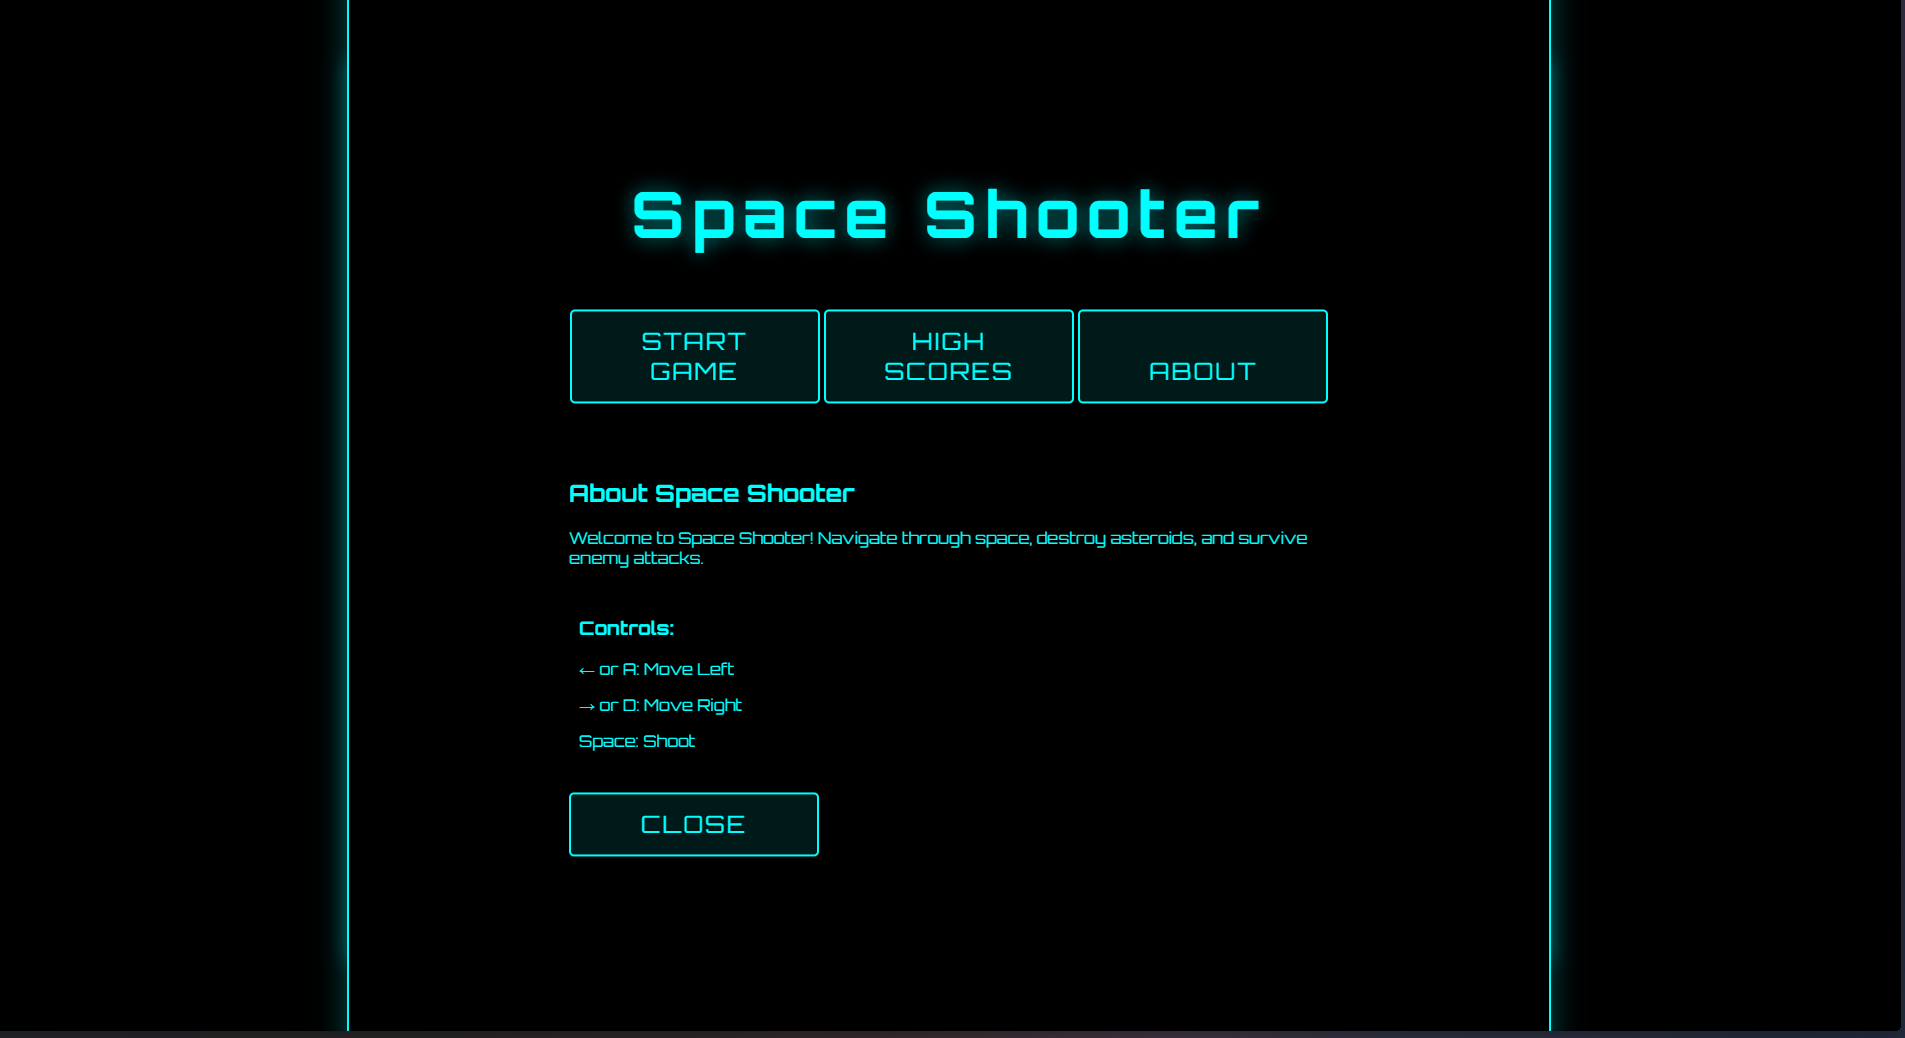 Space Shooter
START
GAME
HIGH
SCORES
ABOUT
About Space Shooter
Welcome to Space Shooter! Navigate through space, destroy asteroids, and survive
enemy attacks.
Controls:
← or A: Move Left
→ or D: Move Right
Space: Shoot
CLOSE